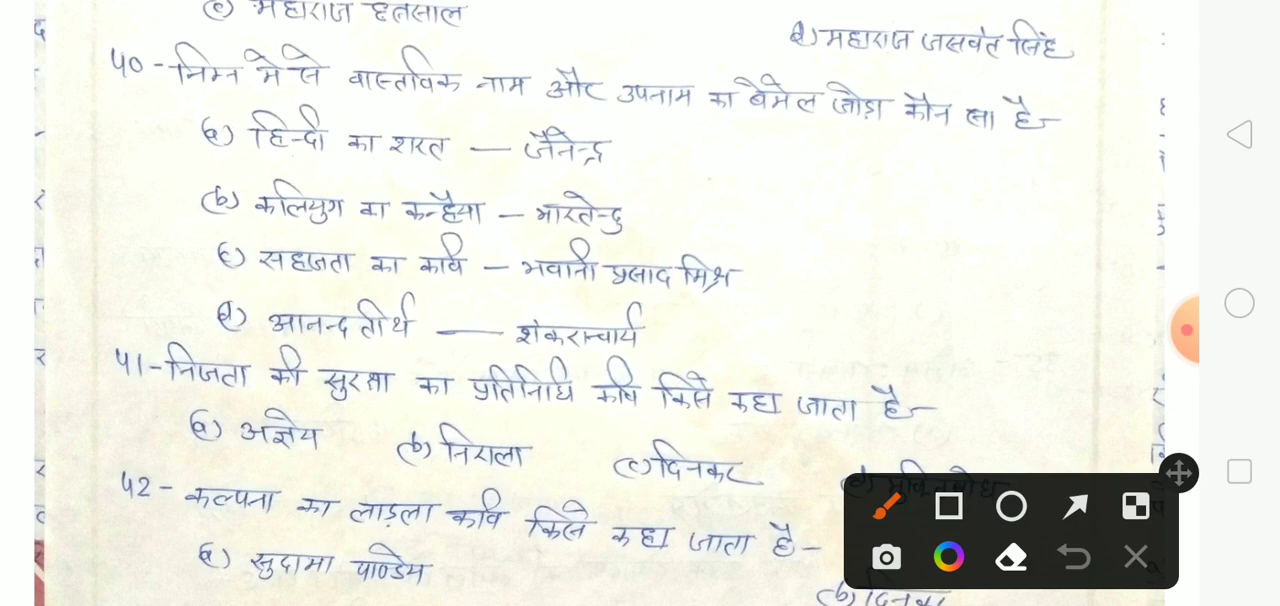 (c) महाराज छत्रसाल
(d) महाराज जसवंत सिंह
40 - निम्न मे से वास्तविक नाम और उपनाम का बेमेल जोड़ा कौन सा है-
(a) हिन्दी का शरत — जैनेन्द्र
(b) कलियुग का कन्हैया - भारतेन्दु
(c) सहजता का कवि - भवानी प्रसाद मिश्र
(d) आनन्द तीर्थ — शंकराचार्य
41 - निजता की सुरक्षा का प्रतिनिधि कवि किसे कहा जाता है-
(a) अज्ञेय (b) निराला (c) दिनकर (d) मुक्तिबोध
42 - कल्पना का लाड़ला कवि किसे कहा जाता है -
(a) सुदामा पाण्डेय
(b)